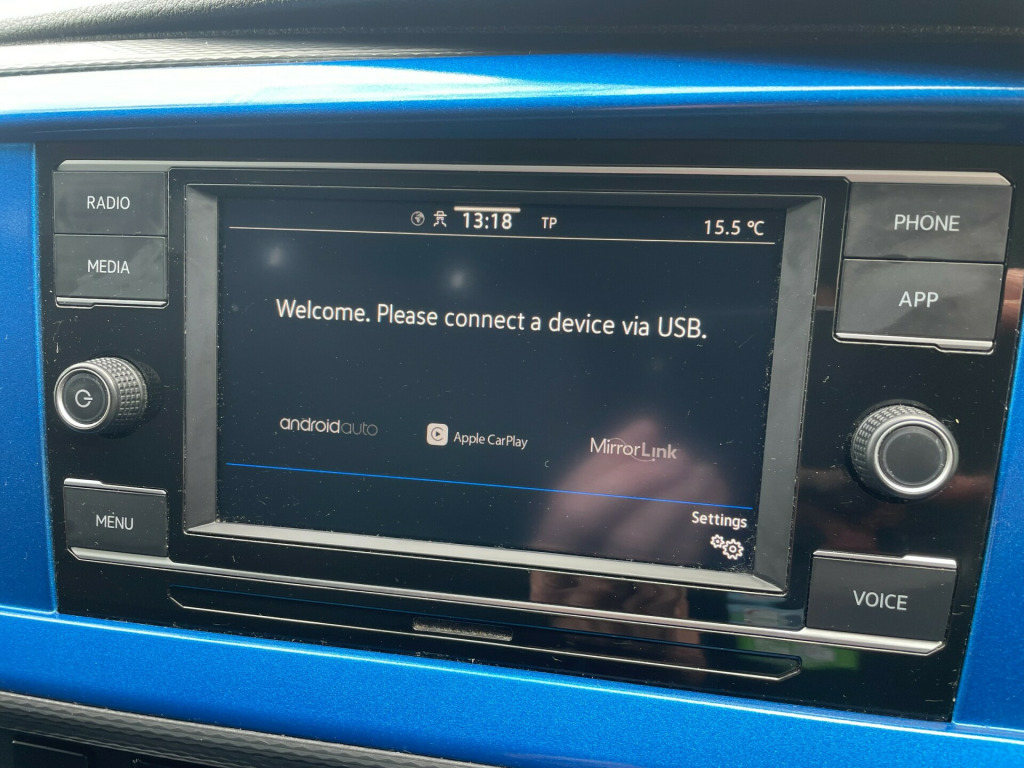 RADIO
MEDIA
MENU
13:18 TP 15.5 °C
Welcome. Please connect a device via USB.
androidauto Apple CarPlay MirrorLink
Settings
PHONE
APP
VOICE